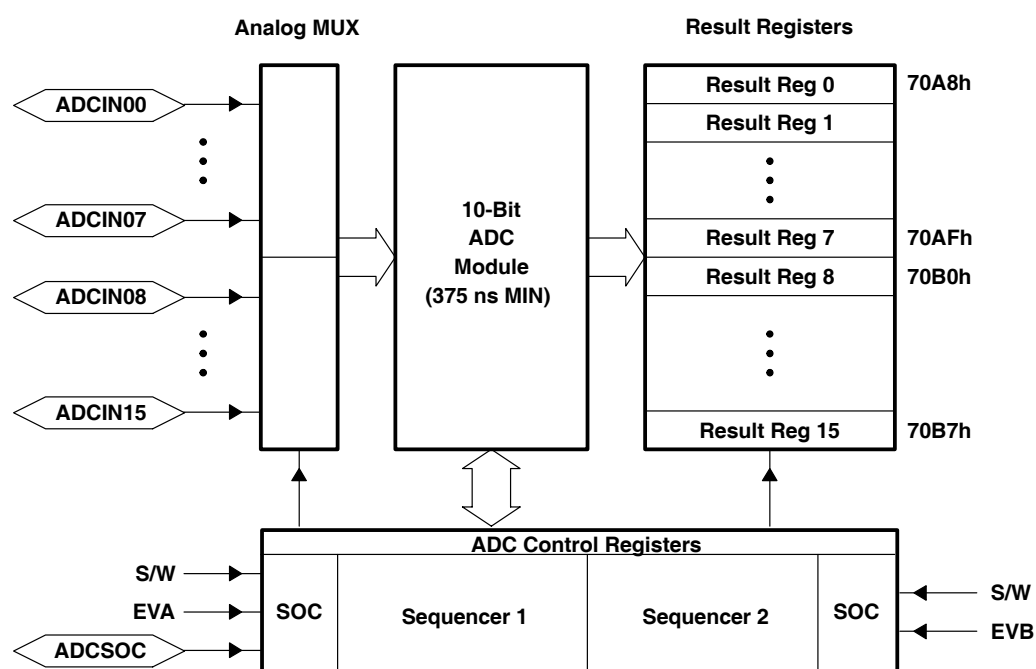 Analog MUX
Result Registers
ADCIN00
ADCIN07
ADCIN08
ADCIN15
10-Bit
ADC
Module
(375 ns MIN)
Result Reg 0
70A8h
Result Reg 1
Result Reg 7
70AFh
Result Reg 8
70B0h
Result Reg 15
70B7h
ADC Control Registers
S/W
EVA
ADCSOC
SOC
Sequencer 1
Sequencer 2
SOC
S/W
EVB